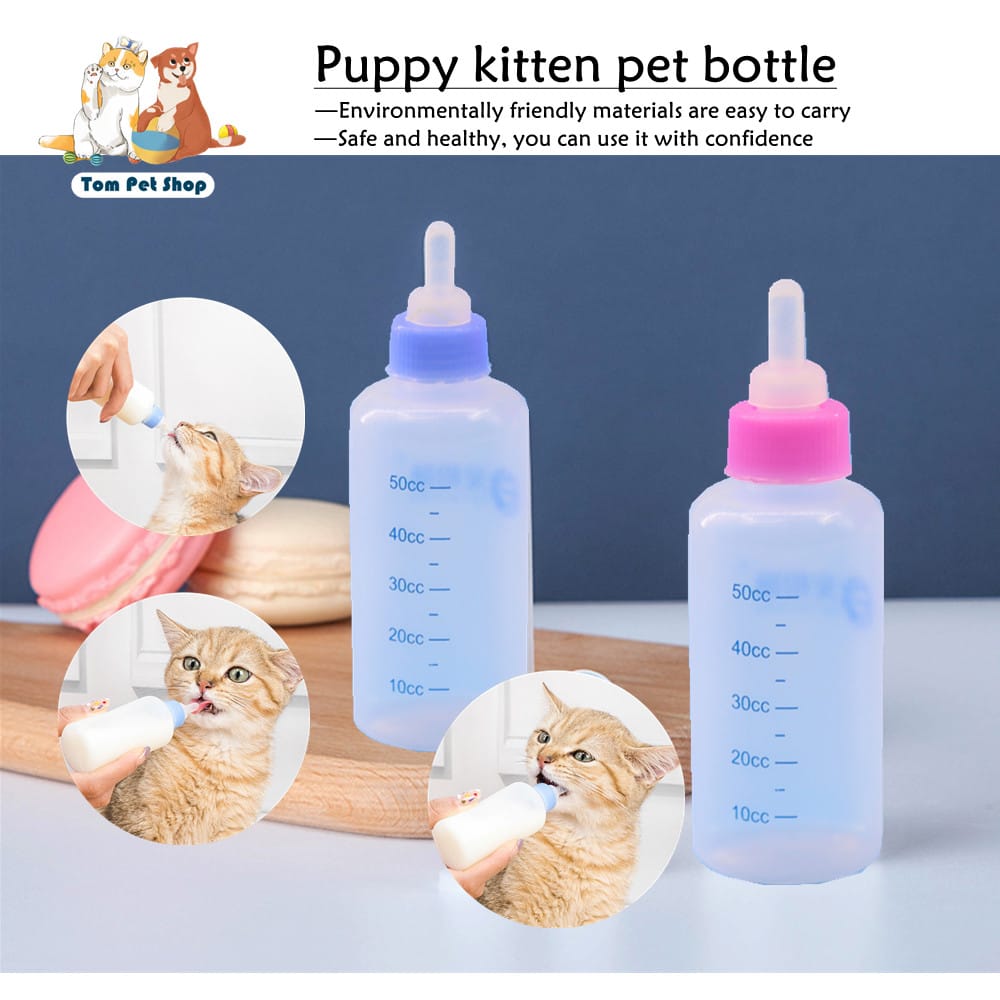 Puppy kitten pet bottle
—Environmentally friendly materials are easy to carry
—Safe and healthy, you can use it with confidence
Tom Pet Shop
50cc
40cc
30cc
20cc
10cc
50cc
40cc
30cc
20cc
10cc